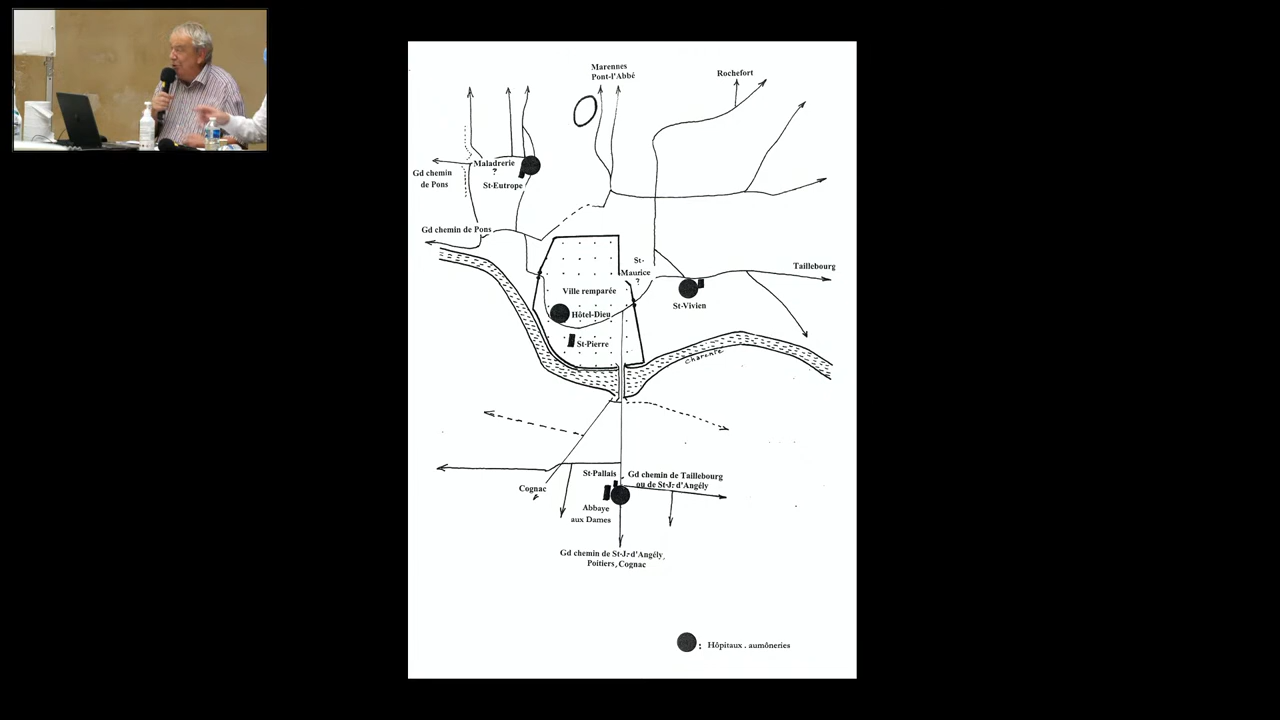 Marennes
Pont-l'Abbé
Rochefort
Maladrerie
?
Gd chemin
de Pons
St-Eutrope
Gd chemin de Pons
St-
Maurice
?
Taillebourg
Ville remparée
St-Vivien
Hôtel-Dieu
St-Pierre
Charente
St-Pallais
Gd chemin de Taillebourg
ou de St-J. d'Angély
Cognac
Abbaye
aux Dames
Gd chemin de St-J. d'Angély,
Poitiers, Cognac
: Hôpitaux . aumôneries